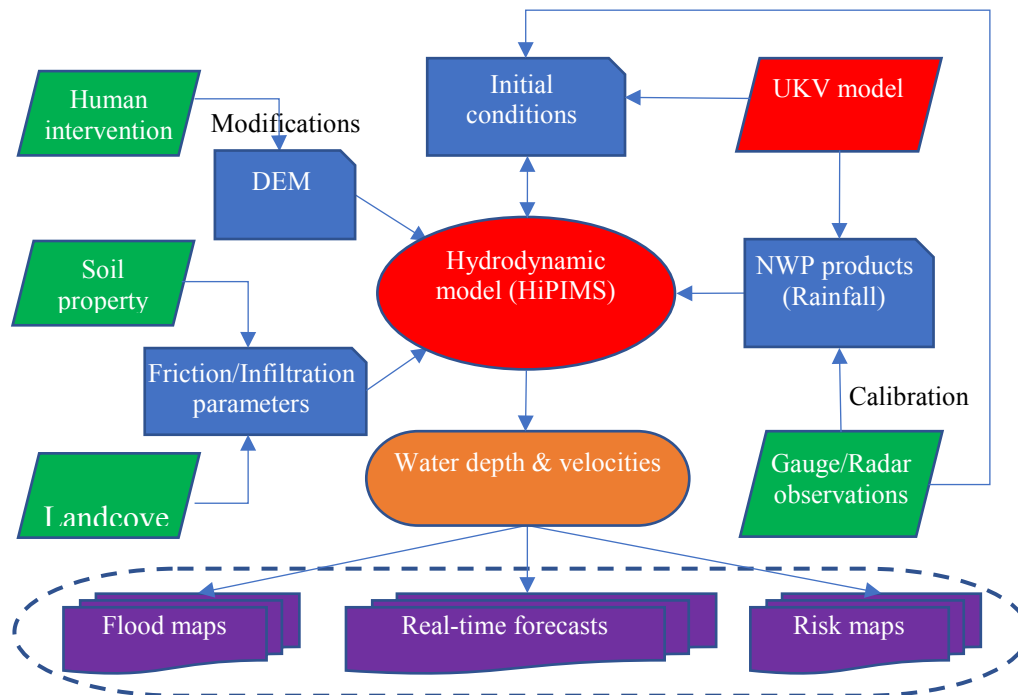 Human
intervention
Modifications
DEM
Initial
conditions
UKV model
Soil
property
Hydrodynamic
model (HiPIMS)
NWP products
(Rainfall)
Friction/Infiltration
parameters
Calibration
Landcove
Water depth & velocities
Gauge/Radar
observations
Flood maps
Real-time forecasts
Risk maps